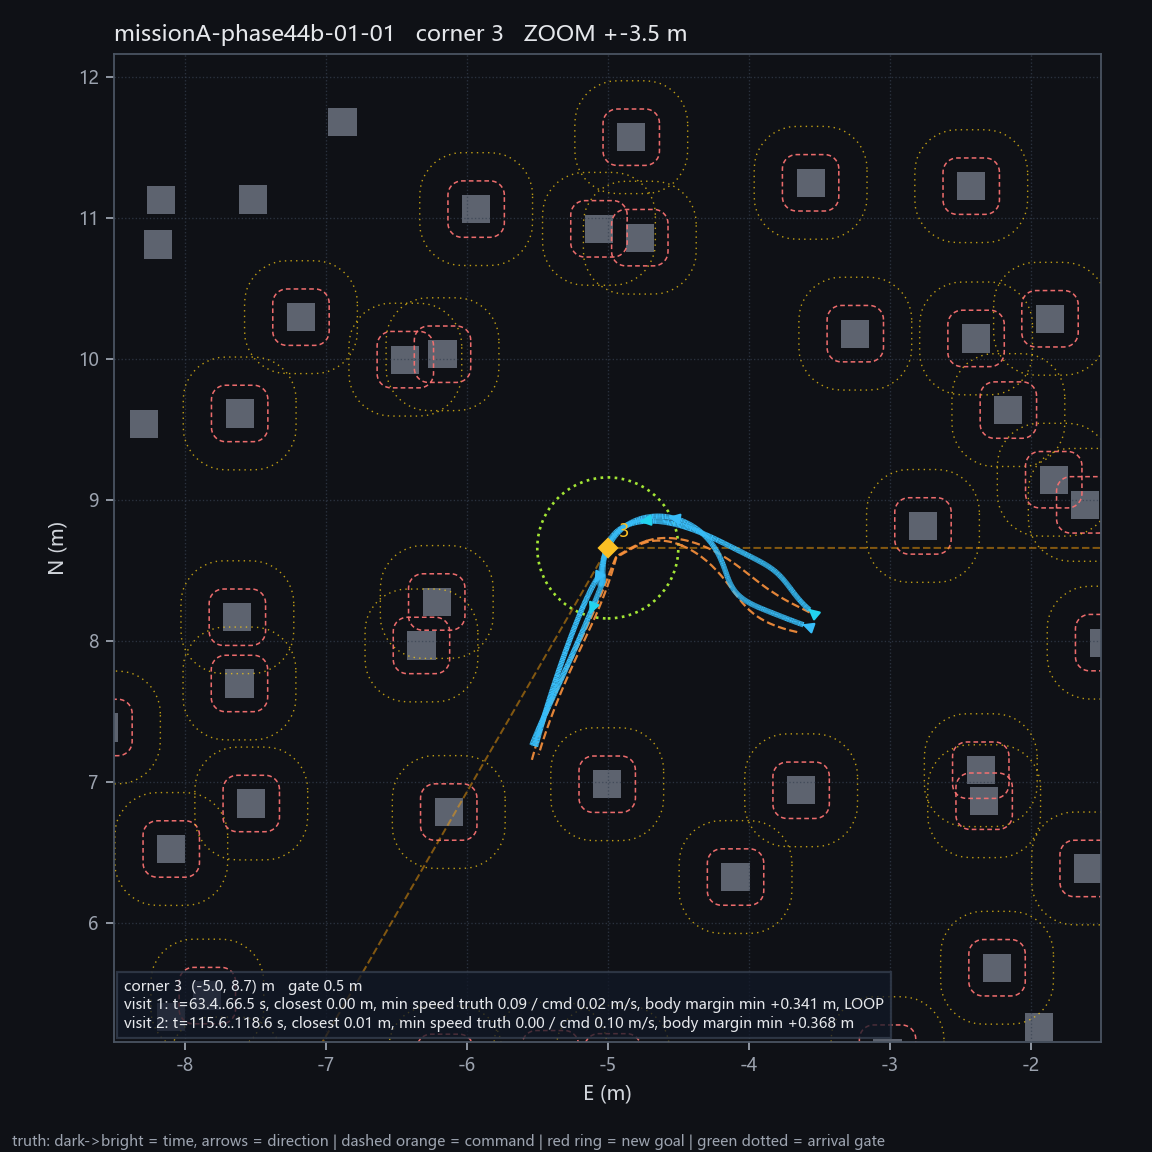 missionA-phase44b-01-01   corner 3   ZOOM +-3.5 m
12
11
10
9
8
7
6
N (m)
3
corner 3  (-5.0, 8.7) m   gate 0.5 m
visit 1: t=63.4..66.5 s, closest 0.00 m, min speed truth 0.09 / cmd 0.02 m/s, body margin min +0.341 m, LOOP
visit 2: t=115.6..118.6 s, closest 0.01 m, min speed truth 0.00 / cmd 0.10 m/s, body margin min +0.368 m
-8 -7 -6 -5 -4 -3 -2
E (m)
truth: dark->bright = time, arrows = direction | dashed orange = command | red ring = new goal | green dotted = arrival gate